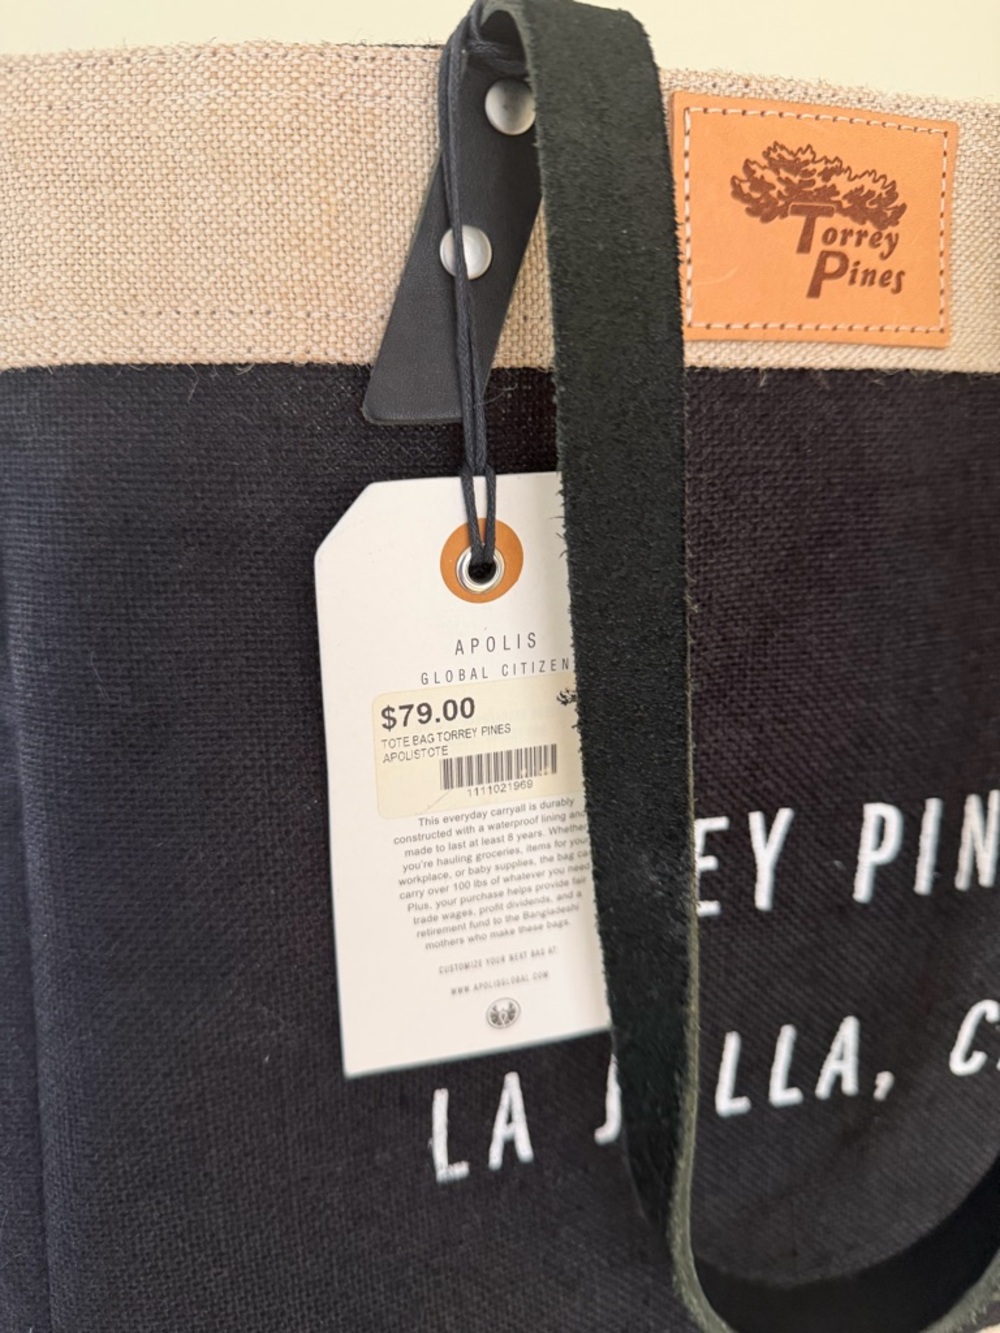 Torrey
Pines
APOLIS
GLOBAL CITIZEN
$79.00
TOTE BAG TORREY PINES
APOLISTOTE
1111021969
This everyday carryall is durably
constructed with a waterproof lining and
made to last at least 8 years. Whether
you're hauling groceries, items for your
workplace, or baby supplies, the bag can
carry over 100 lbs of whatever you need.
Plus, your purchase helps provide fair
trade wages, profit dividends, and a
retirement fund to the Bangladeshi
mothers who make these bags.
CUSTOMIZE YOUR NEXT BAG AT:
WWW.APOLISGLOBAL.COM
EY PIN
LA J LLA, C